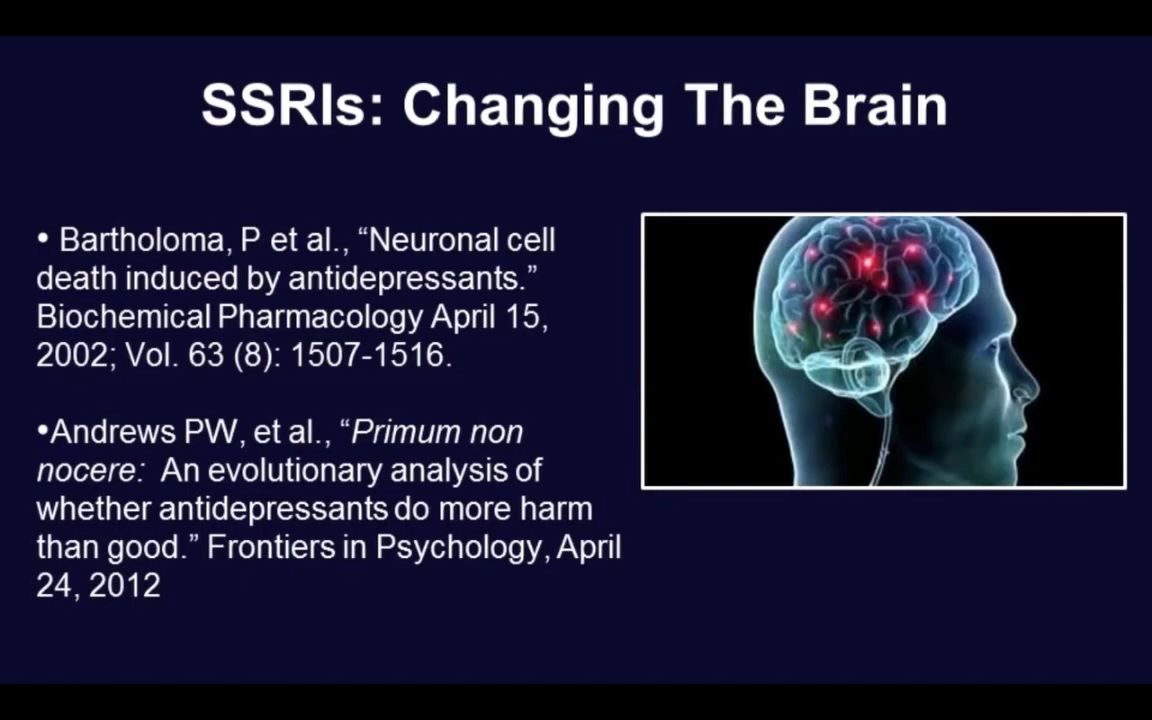 SSRIs: Changing The Brain
• Bartholoma, P et al., “Neuronal cell
death induced by antidepressants.”
Biochemical Pharmacology April 15,
2002; Vol. 63 (8): 1507-1516.
•Andrews PW, et al., “Primum non
nocere: An evolutionary analysis of
whether antidepressants do more harm
than good.” Frontiers in Psychology, April
24, 2012